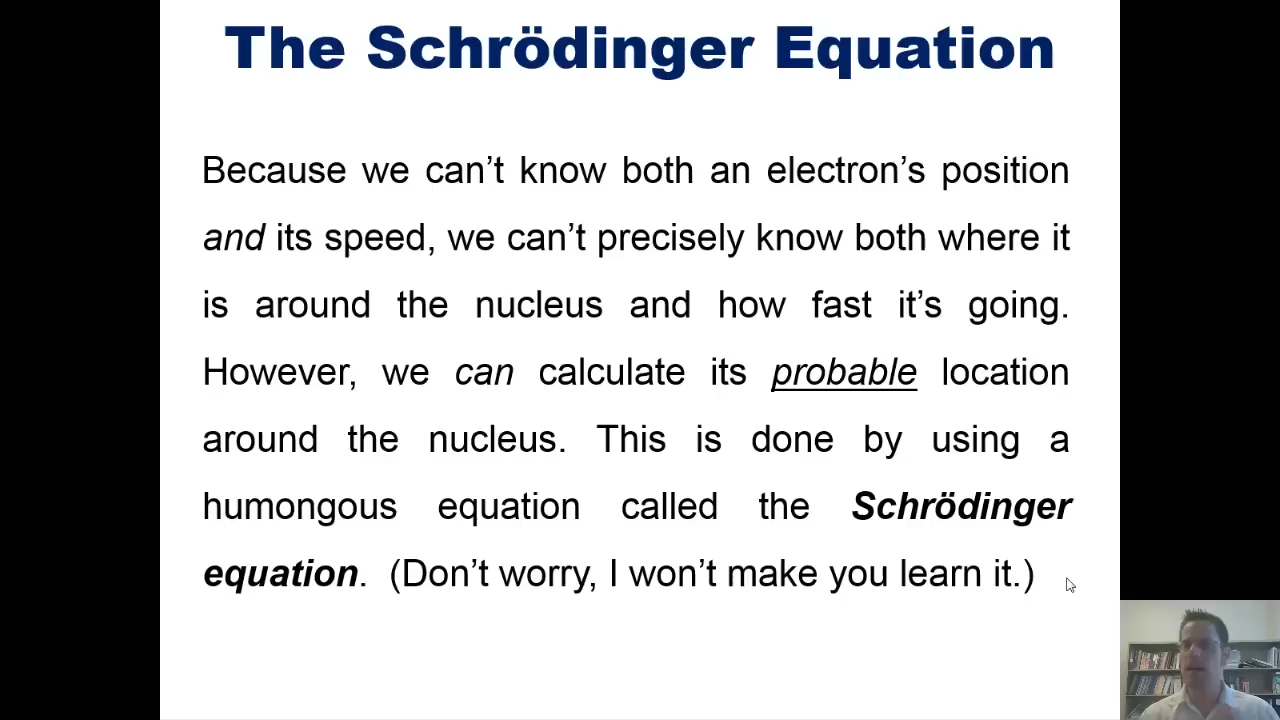 The Schrödinger Equation
Because we can’t know both an electron’s position
and its speed, we can’t precisely know both where it
is around the nucleus and how fast it’s going.
However, we can calculate its probable location
around the nucleus. This is done by using a
humongous equation called the Schrödinger
equation. (Don’t worry, I won’t make you learn it.)